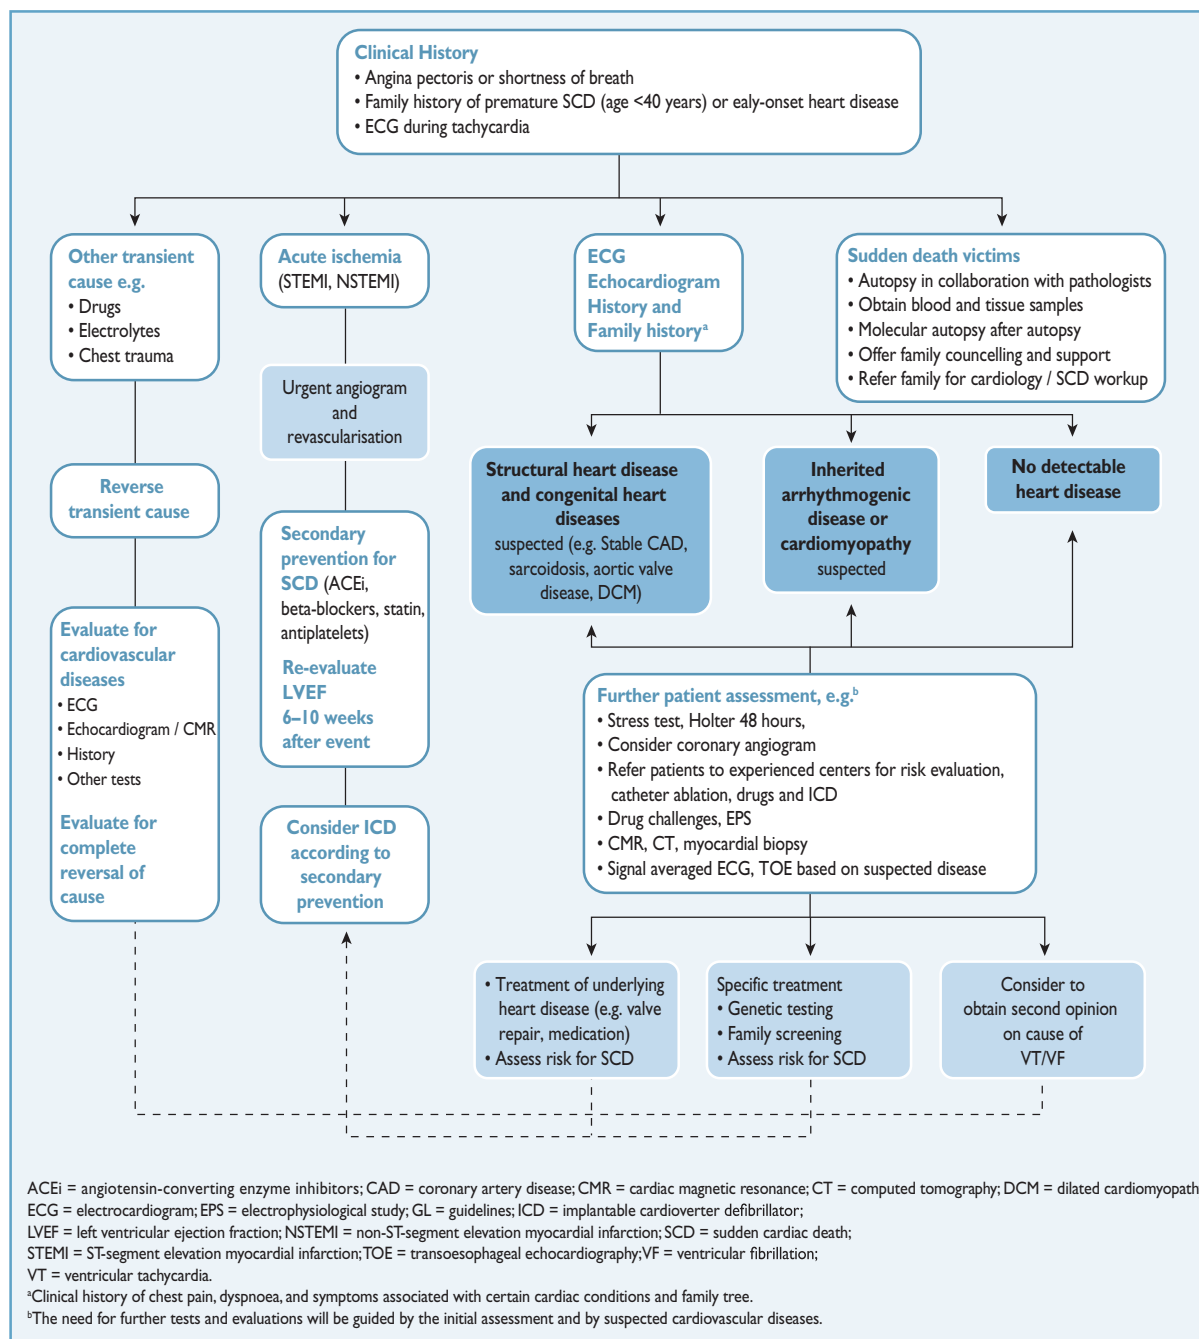 Clinical History
• Angina pectoris or shortness of breath
• Family history of premature SCD (age <40 years) or ealy-onset heart disease
• ECG during tachycardia
Other transient
cause e.g.
• Drugs
• Electrolytes
• Chest trauma
Reverse
transient cause
Evaluate for
cardiovascular
diseases
• ECG
• Echocardiogram / CMR
• History
• Other tests
Evaluate for
complete
reversal of
cause
Acute ischemia
(STEMI, NSTEMI)
Urgent angiogram
and
revascularisation
Secondary
prevention for
SCD (ACEi,
beta-blockers, statin,
antiplatelets)
Re-evaluate
LVEF
6–10 weeks
after event
Consider ICD
according to
secondary
prevention
ECG
Echocardiogram
History and
Family historyᵃ
Sudden death victims
• Autopsy in collaboration with pathologists
• Obtain blood and tissue samples
• Molecular autopsy after autopsy
• Offer family councelling and support
• Refer family for cardiology / SCD workup
Structural heart disease
and congenital heart
diseases
suspected (e.g. Stable CAD,
sarcoidosis, aortic valve
disease, DCM)
Inherited
arrhythmogenic
disease or
cardiomyopathy
suspected
No detectable
heart disease
Further patient assessment, e.g.ᵇ
• Stress test, Holter 48 hours,
• Consider coronary angiogram
• Refer patients to experienced centers for risk evaluation,
catheter ablation, drugs and ICD
• Drug challenges, EPS
• CMR, CT, myocardial biopsy
• Signal averaged ECG, TOE based on suspected disease
• Treatment of underlying
heart disease (e.g. valve
repair, medication)
• Assess risk for SCD
Specific treatment
• Genetic testing
• Family screening
• Assess risk for SCD
Consider to
obtain second opinion
on cause of
VT/VF
ACEi = angiotensin-converting enzyme inhibitors; CAD = coronary artery disease; CMR = cardiac magnetic resonance; CT = computed tomography; DCM = dilated cardiomyopath
ECG = electrocardiogram; EPS = electrophysiological study; GL = guidelines; ICD = implantable cardioverter defibrillator;
LVEF = left ventricular ejection fraction; NSTEMI = non-ST-segment elevation myocardial infarction; SCD = sudden cardiac death;
STEMI = ST-segment elevation myocardial infarction; TOE = transoesophageal echocardiography; VF = ventricular fibrillation;
VT = ventricular tachycardia.
ᵃClinical history of chest pain, dyspnoea, and symptoms associated with certain cardiac conditions and family tree.
ᵇThe need for further tests and evaluations will be guided by the initial assessment and by suspected cardiovascular diseases.